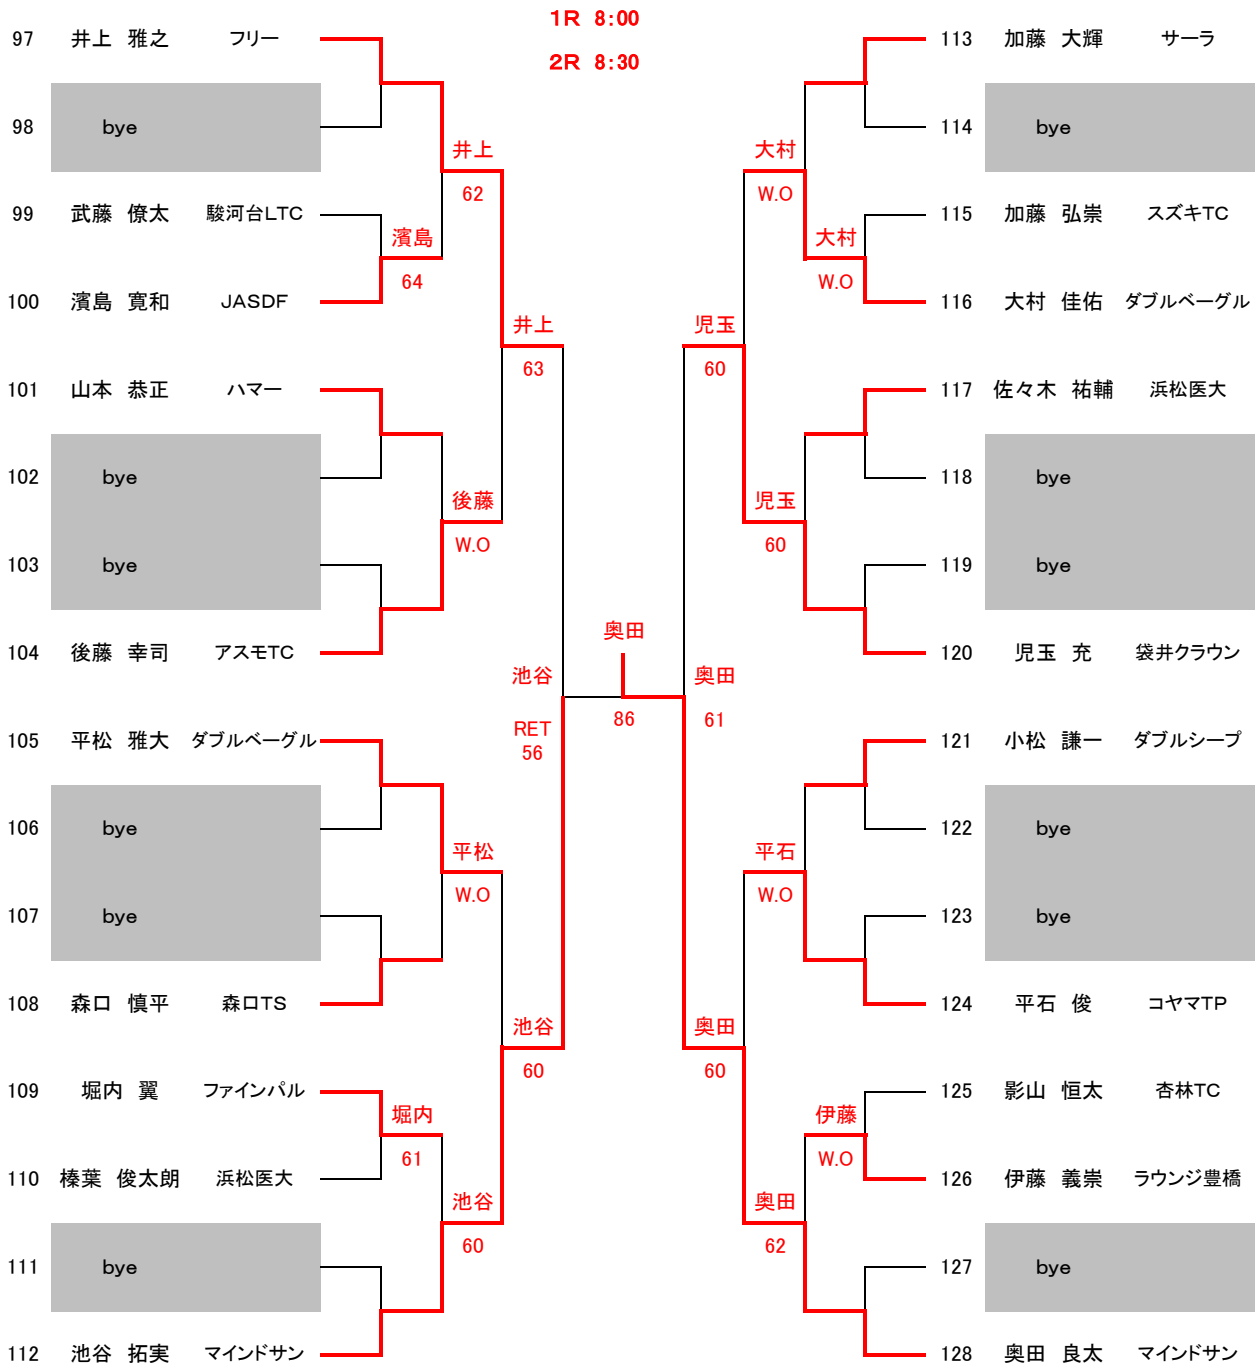 1R 8:00
2R 8:30
97 井上 雅之 フリー
98 bye
99 武藤 僚太 駿河台LTC
100 濱島 寛和 JASDF
101 山本 恭正 ハマー
102 bye
103 bye
104 後藤 幸司 アスモTC
105 平松 雅大 ダブルベーグル
106 bye
107 bye
108 森口 慎平 森口TS
109 堀内 翼 ファインパル
110 榛葉 俊太朗 浜松医大
111 bye
112 池谷 拓実 マインドサン
濱島
64
堀内
61
井上
62
後藤
W.O
平松
W.O
池谷
60
井上
63
池谷
60
池谷
RET
56
奥田
86
奥田
61
児玉
60
奥田
60
大村
W.O
児玉
60
平石
W.O
奥田
62
大村
W.O
伊藤
W.O
113 加藤 大輝 サーラ
114 bye
115 加藤 弘崇 スズキTC
116 大村 佳佑 ダブルベーグル
117 佐々木 祐輔 浜松医大
118 bye
119 bye
120 児玉 充 袋井クラウン
121 小松 謙一 ダブルシープ
122 bye
123 bye
124 平石 俊 コヤマTP
125 影山 恒太 杏林TC
126 伊藤 義崇 ラウンジ豊橋
127 bye
128 奥田 良太 マインドサン